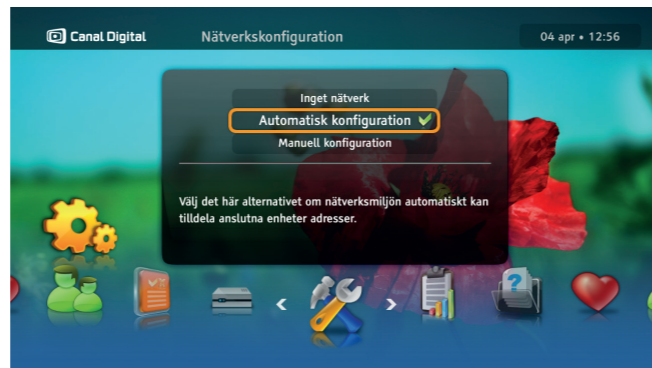 Canal Digital
Nätverkskonfiguration
04 apr • 12:56
Inget nätverk
Automatisk konfiguration
Manuell konfiguration
Välj det här alternativet om nätverksmiljön automatiskt kan
tilldela anslutna enheter adresser.
?